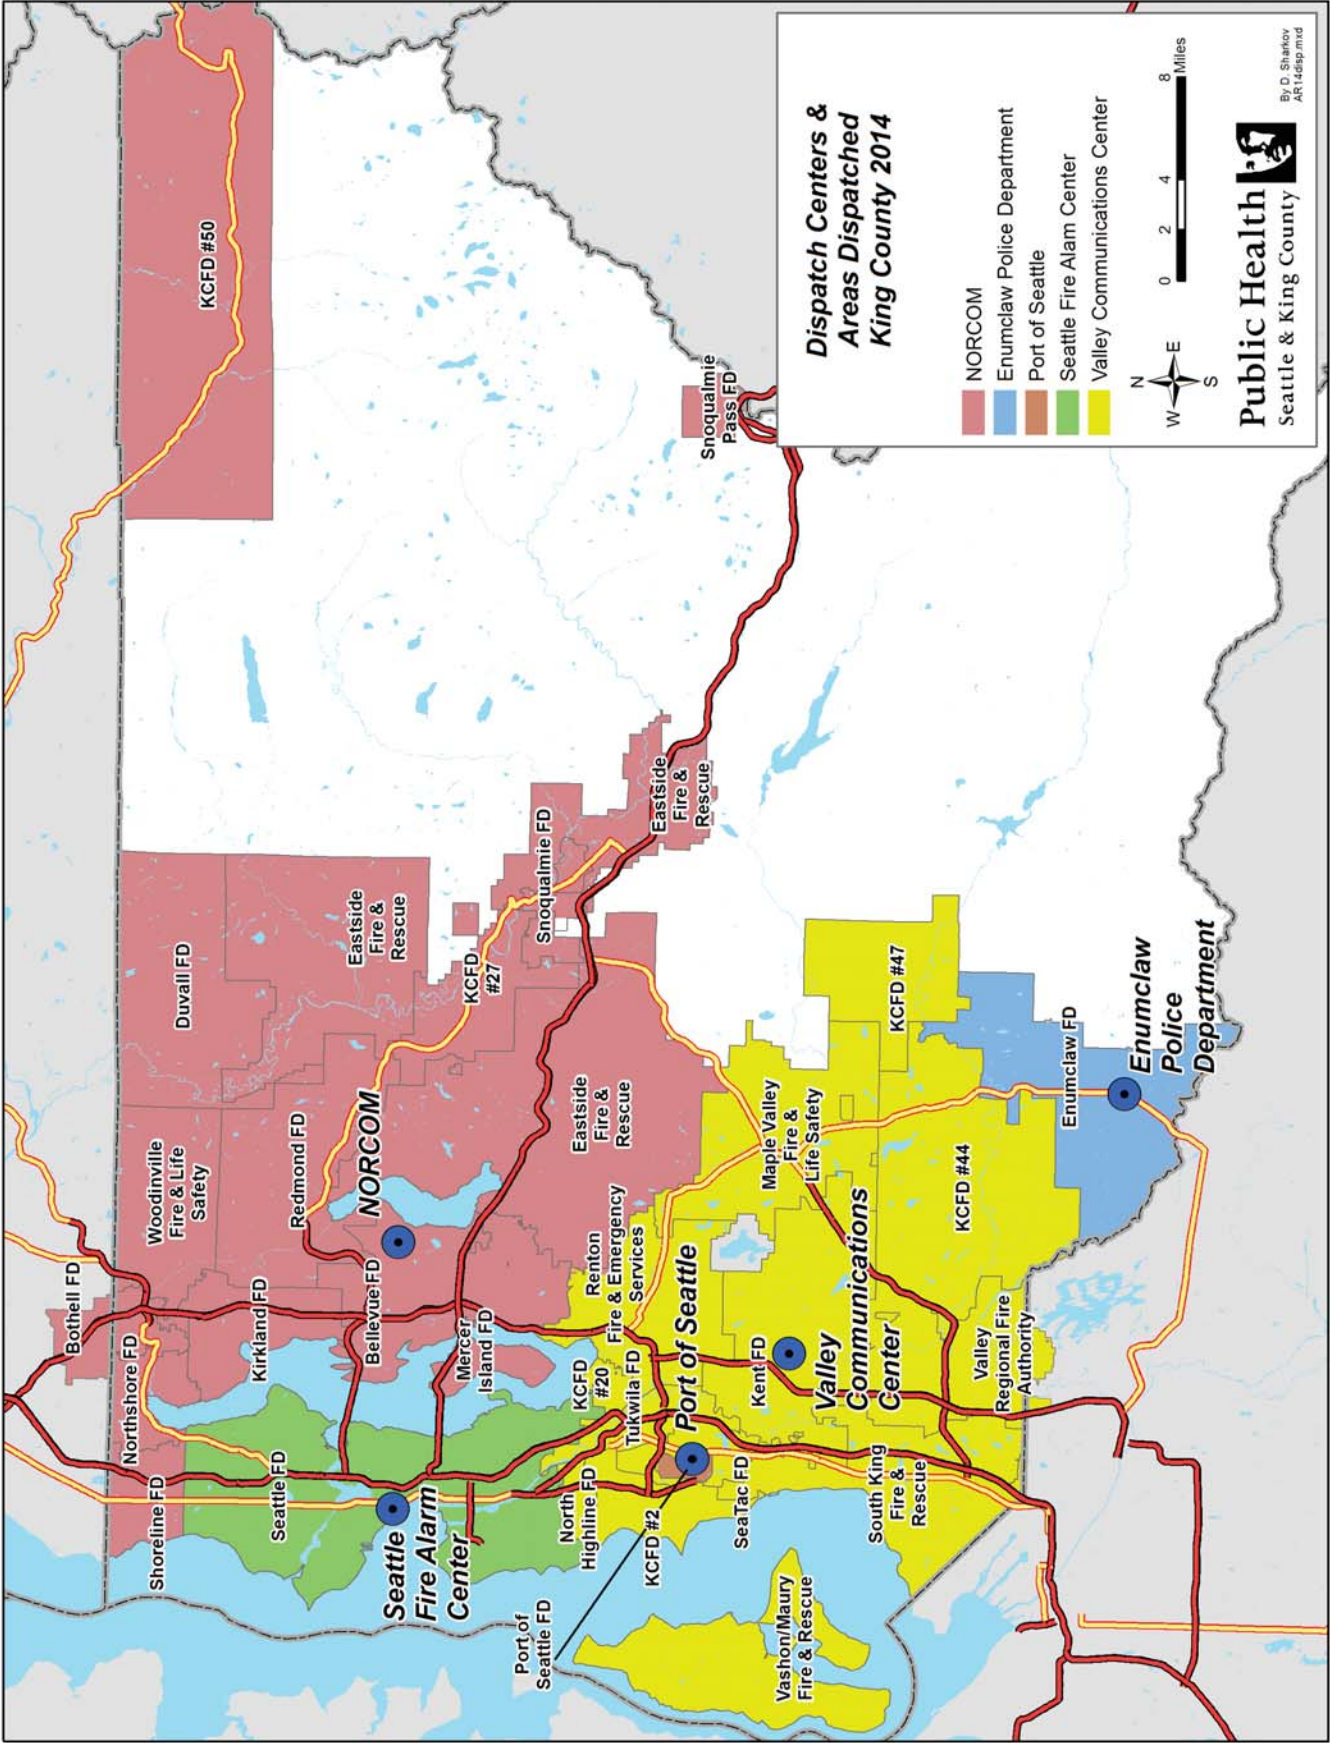 Dispatch Centers &
Areas Dispatched
King County 2014
NORCOM
Enumclaw Police Department
Port of Seattle
Seattle Fire Alam Center
Valley Communications Center
N
W
E
S
0
2
4
8
Miles
Public Health
Seattle & King County
By D. Sharkov
AR14disp.mxd
Bothell FD
Woodinville
Fire & Life
Safety
Duvall FD
KCFD #50
Northshore FD
Shoreline FD
Kirkland FD
Redmond FD
Eastside
Fire &
Rescue
Seattle FD
Bellevue FD
NORCOM
Seattle
Fire Alarm
Center
Mercer
Island FD
KCFD
#27
Snoqualmie FD
Eastside
Fire &
Rescue
Snoqualmie
Pass FD
Eastside
Fire &
Rescue
North
Highline FD
KCFD
#20
Renton
Fire & Emergency
Services
Port of
Seattle FD
KCFD #2
Tukwila FD
Port of Seattle
SeaTac FD
Kent FD
Maple Valley
Fire &
Life Safety
Vashon/Maury
Fire & Rescue
Valley
Communications
Center
South King
Fire &
Rescue
KCFD #47
KCFD #44
Valley
Regional Fire
Authority
Enumclaw FD
Enumclaw
Police
Department